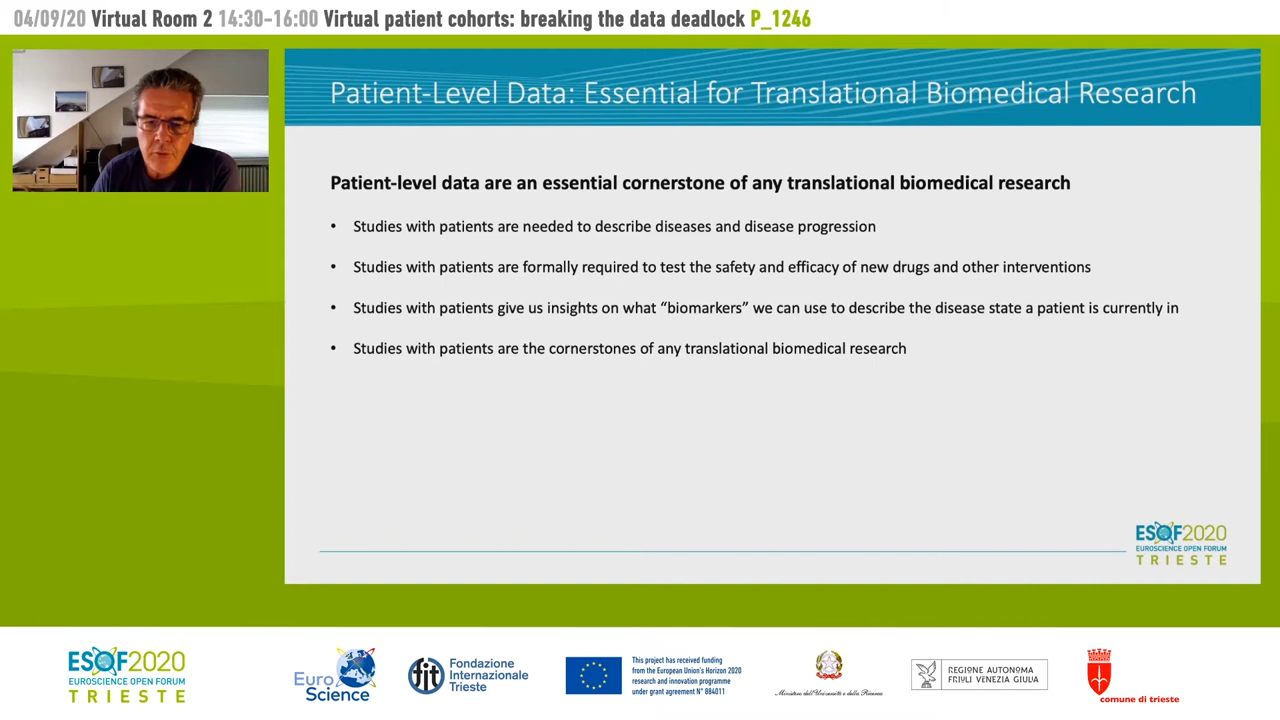 04/09/20 Virtual Room 2 14:30-16:00 Virtual patient cohorts: breaking the data deadlock P_1246
Patient-Level Data: Essential for Translational Biomedical Research
Patient-level data are an essential cornerstone of any translational biomedical research
• Studies with patients are needed to describe diseases and disease progression
• Studies with patients are formally required to test the safety and efficacy of new drugs and other interventions
• Studies with patients give us insights on what “biomarkers” we can use to describe the disease state a patient is currently in
• Studies with patients are the cornerstones of any translational biomedical research
ESOF2020
EUROSCIENCE OPEN FORUM
TRIESTE
ESOF2020
EUROSCIENCE OPEN FORUM
TRIESTE
Euro
Science
fit
Fondazione
Internazionale
Trieste
This project has received funding
from the European Union's Horizon 2020
research and innovation programme
under grant agreement N° 884011
Ministero dell'Università e della Ricerca
REGIONE AUTONOMA
FRIULI VENEZIA GIULIA
comune di trieste